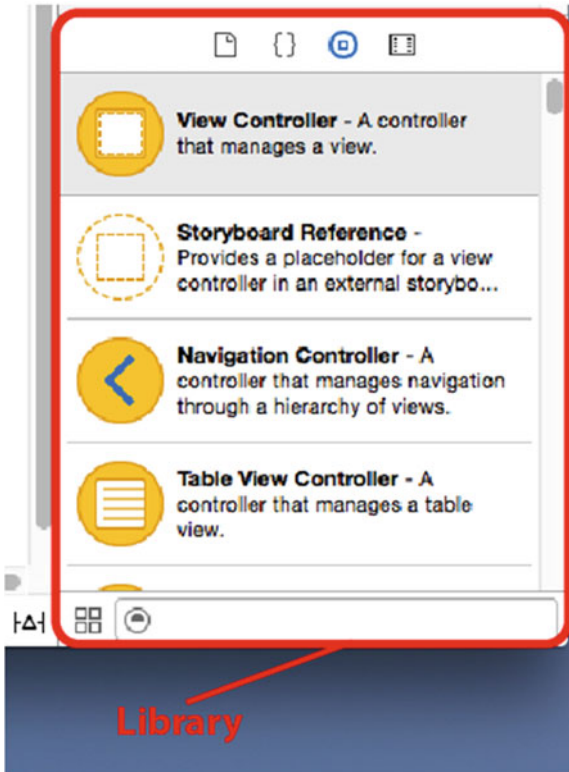 View Controller - A controller
that manages a view.
Storyboard Reference -
Provides a placeholder for a view
controller in an external storybo...
Navigation Controller - A
controller that manages navigation
through a hierarchy of views.
Table View Controller - A
controller that manages a table
view.
Library